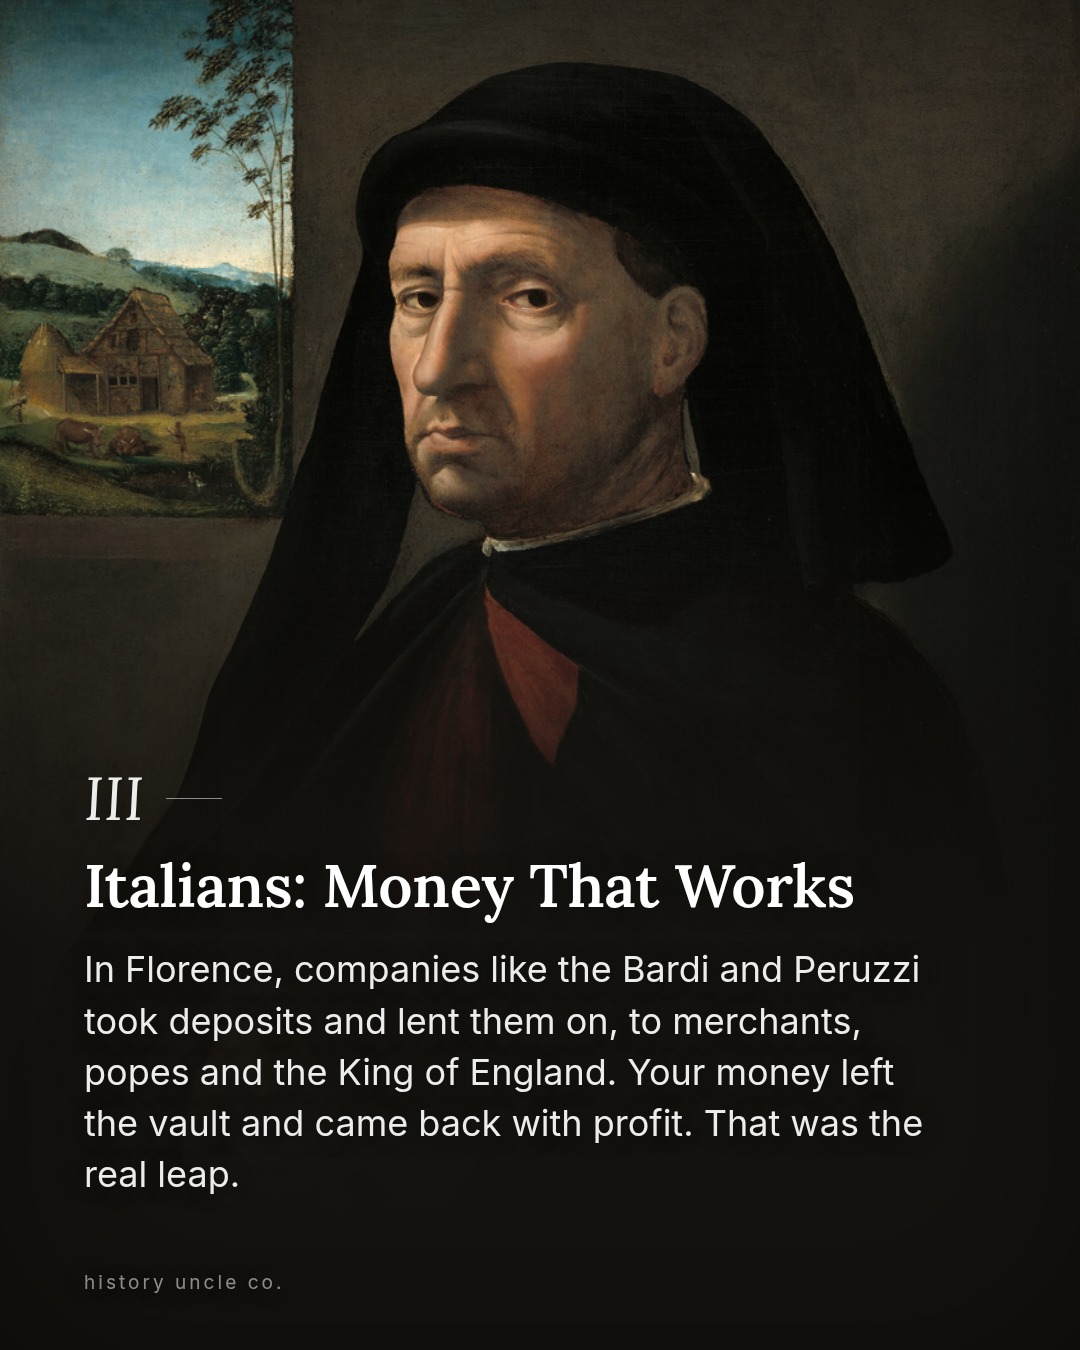 III
Italians: Money That Works
In Florence, companies like the Bardi and Peruzzi
took deposits and lent them on, to merchants,
popes and the King of England. Your money left
the vault and came back with profit. That was the
real leap.
history uncle co.